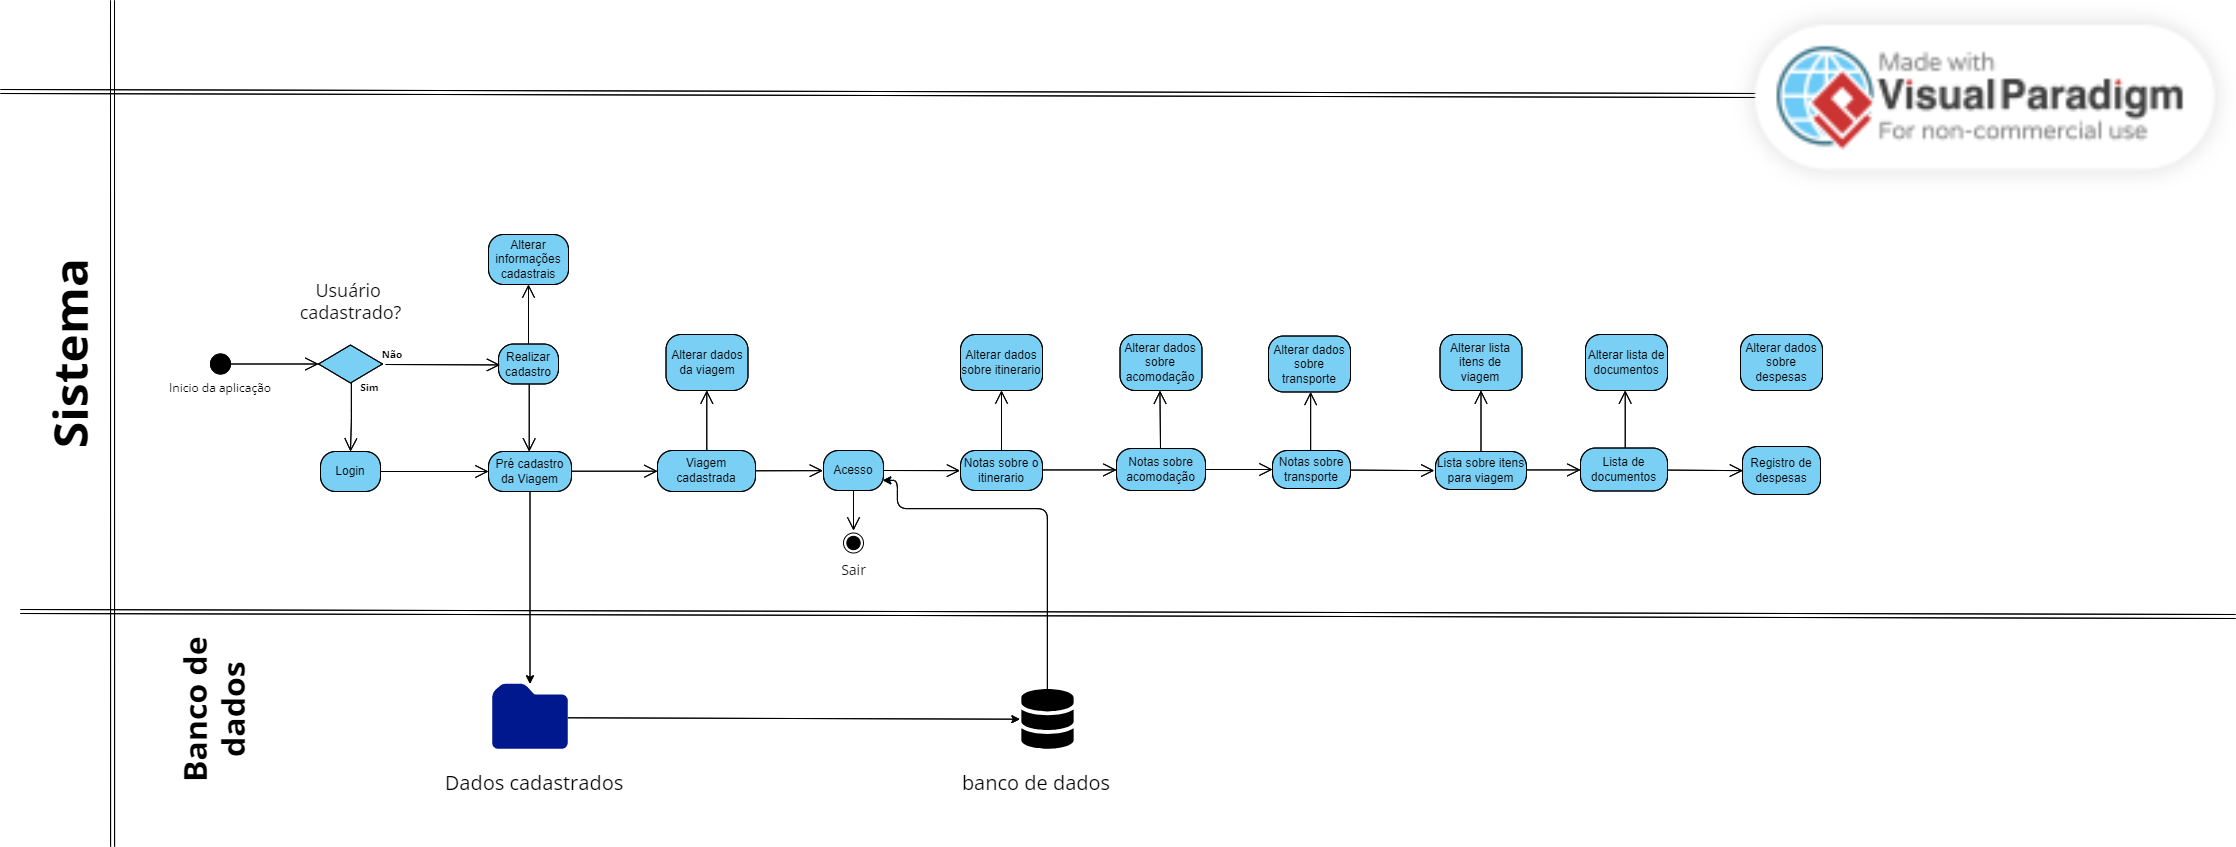 Made with
Visual Paradigm
For non-commercial use
Sistema
Alterar
informações
cadastrais
Usuário
cadastrado?
Não
Sim
Inicio da aplicação
Realizar
cadastro
Alterar dados
da viagem
Alterar dados
sobre itinerario
Alterar dados
sobre
acomodação
Alterar dados
sobre
transporte
Alterar lista
itens de
viagem
Alterar lista de
documentos
Alterar dados
sobre
despesas
Login
Pré cadastro
da Viagem
Viagem
cadastrada
Acesso
Notas sobre o
itinerario
Notas sobre
acomodação
Notas sobre
transporte
Lista sobre itens
para viagem
Lista de
documentos
Registro de
despesas
Sair
Banco de
dados
Dados cadastrados
banco de dados